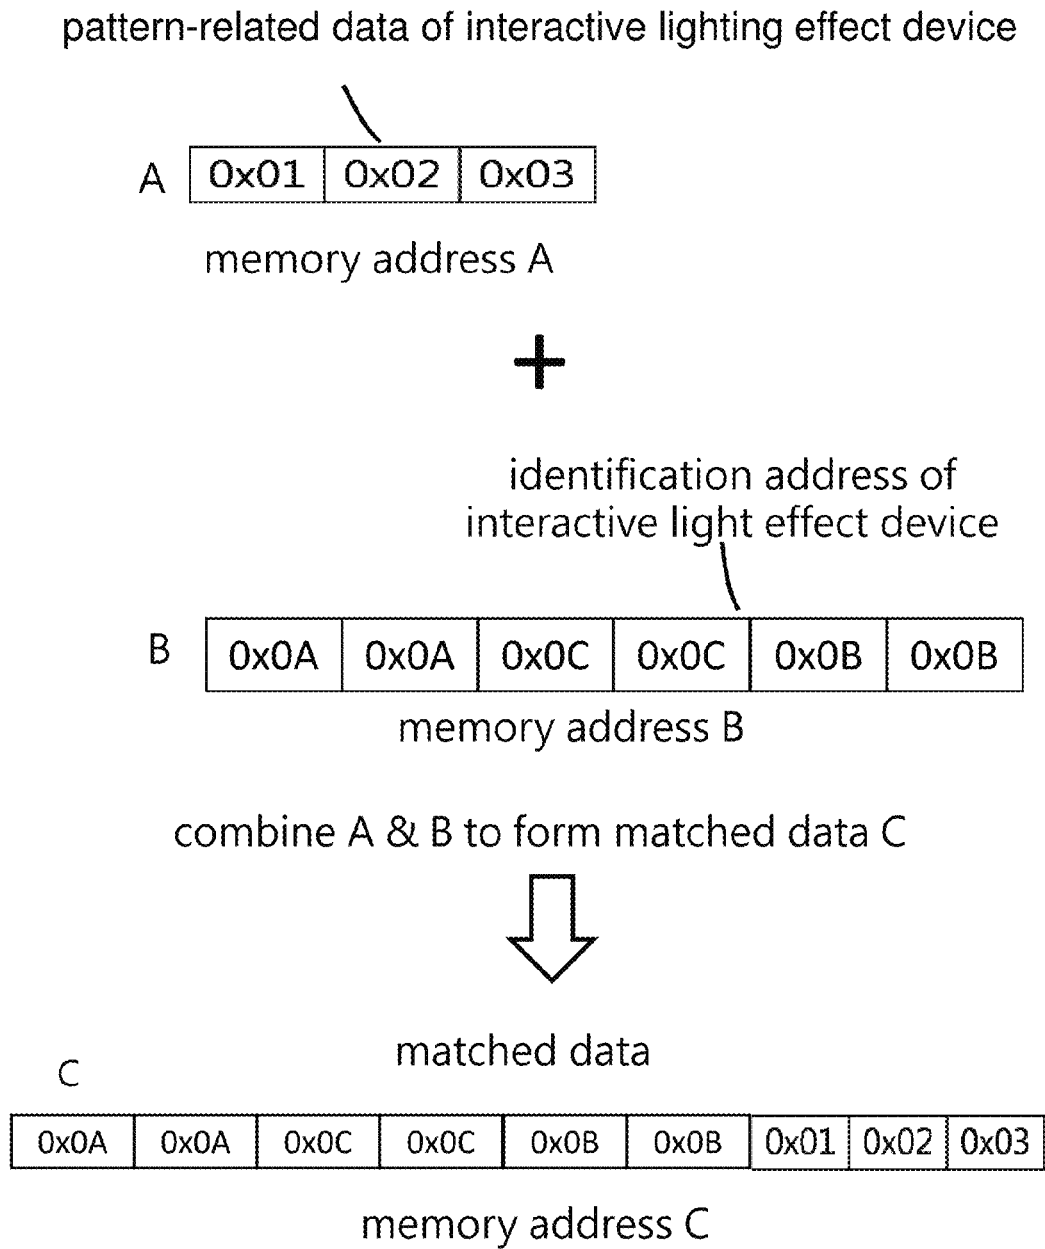 pattern-related data of interactive lighting effect device
A 0x01 0x02 0x03
memory address A
+
identification address of
interactive light effect device
B 0x0A 0x0A 0x0C 0x0C 0x0B 0x0B
memory address B
combine A & B to form matched data C
matched data
C
0x0A 0x0A 0x0C 0x0C 0x0B 0x0B 0x01 0x02 0x03
memory address C